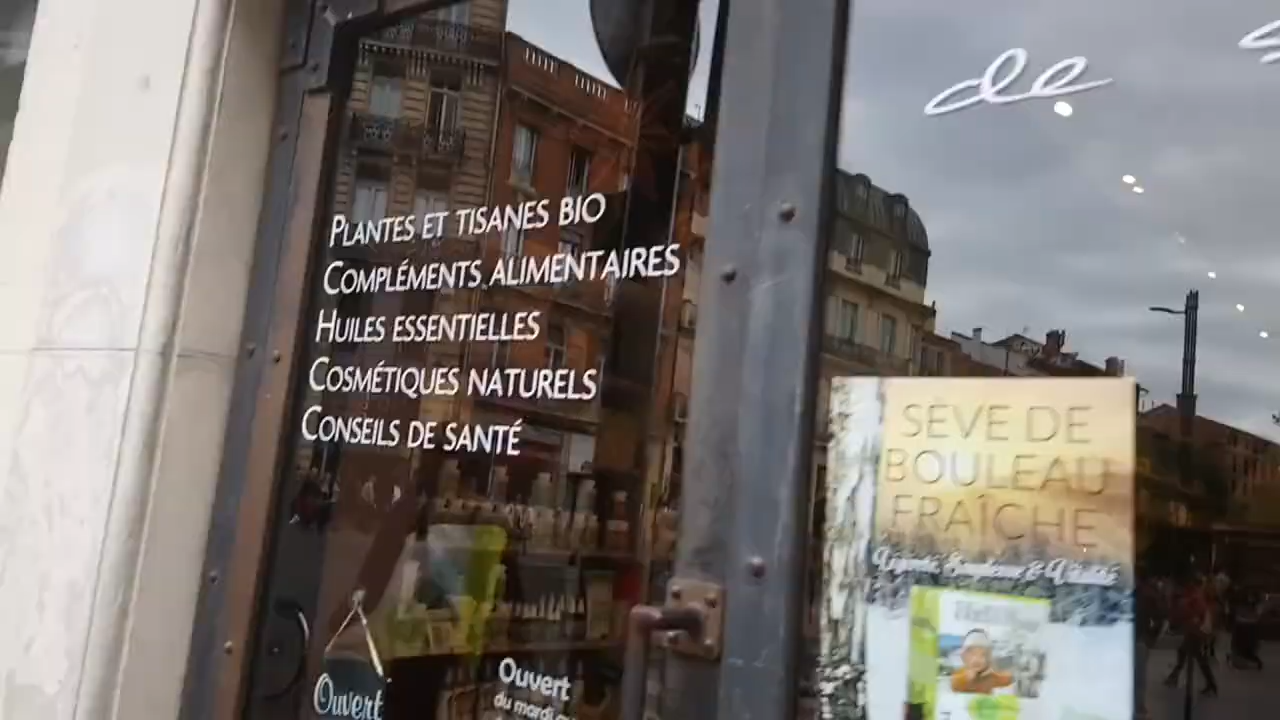 de
PLANTES ET TISANES BIO
COMPLÉMENTS ALIMENTAIRES
HUILES ESSENTIELLES
COSMÉTIQUES NATURELS
CONSEILS DE SANTÉ
SÈVE DE
BOULEAU
FRAÎCHE
Ouvert
Ouvert
du mardi